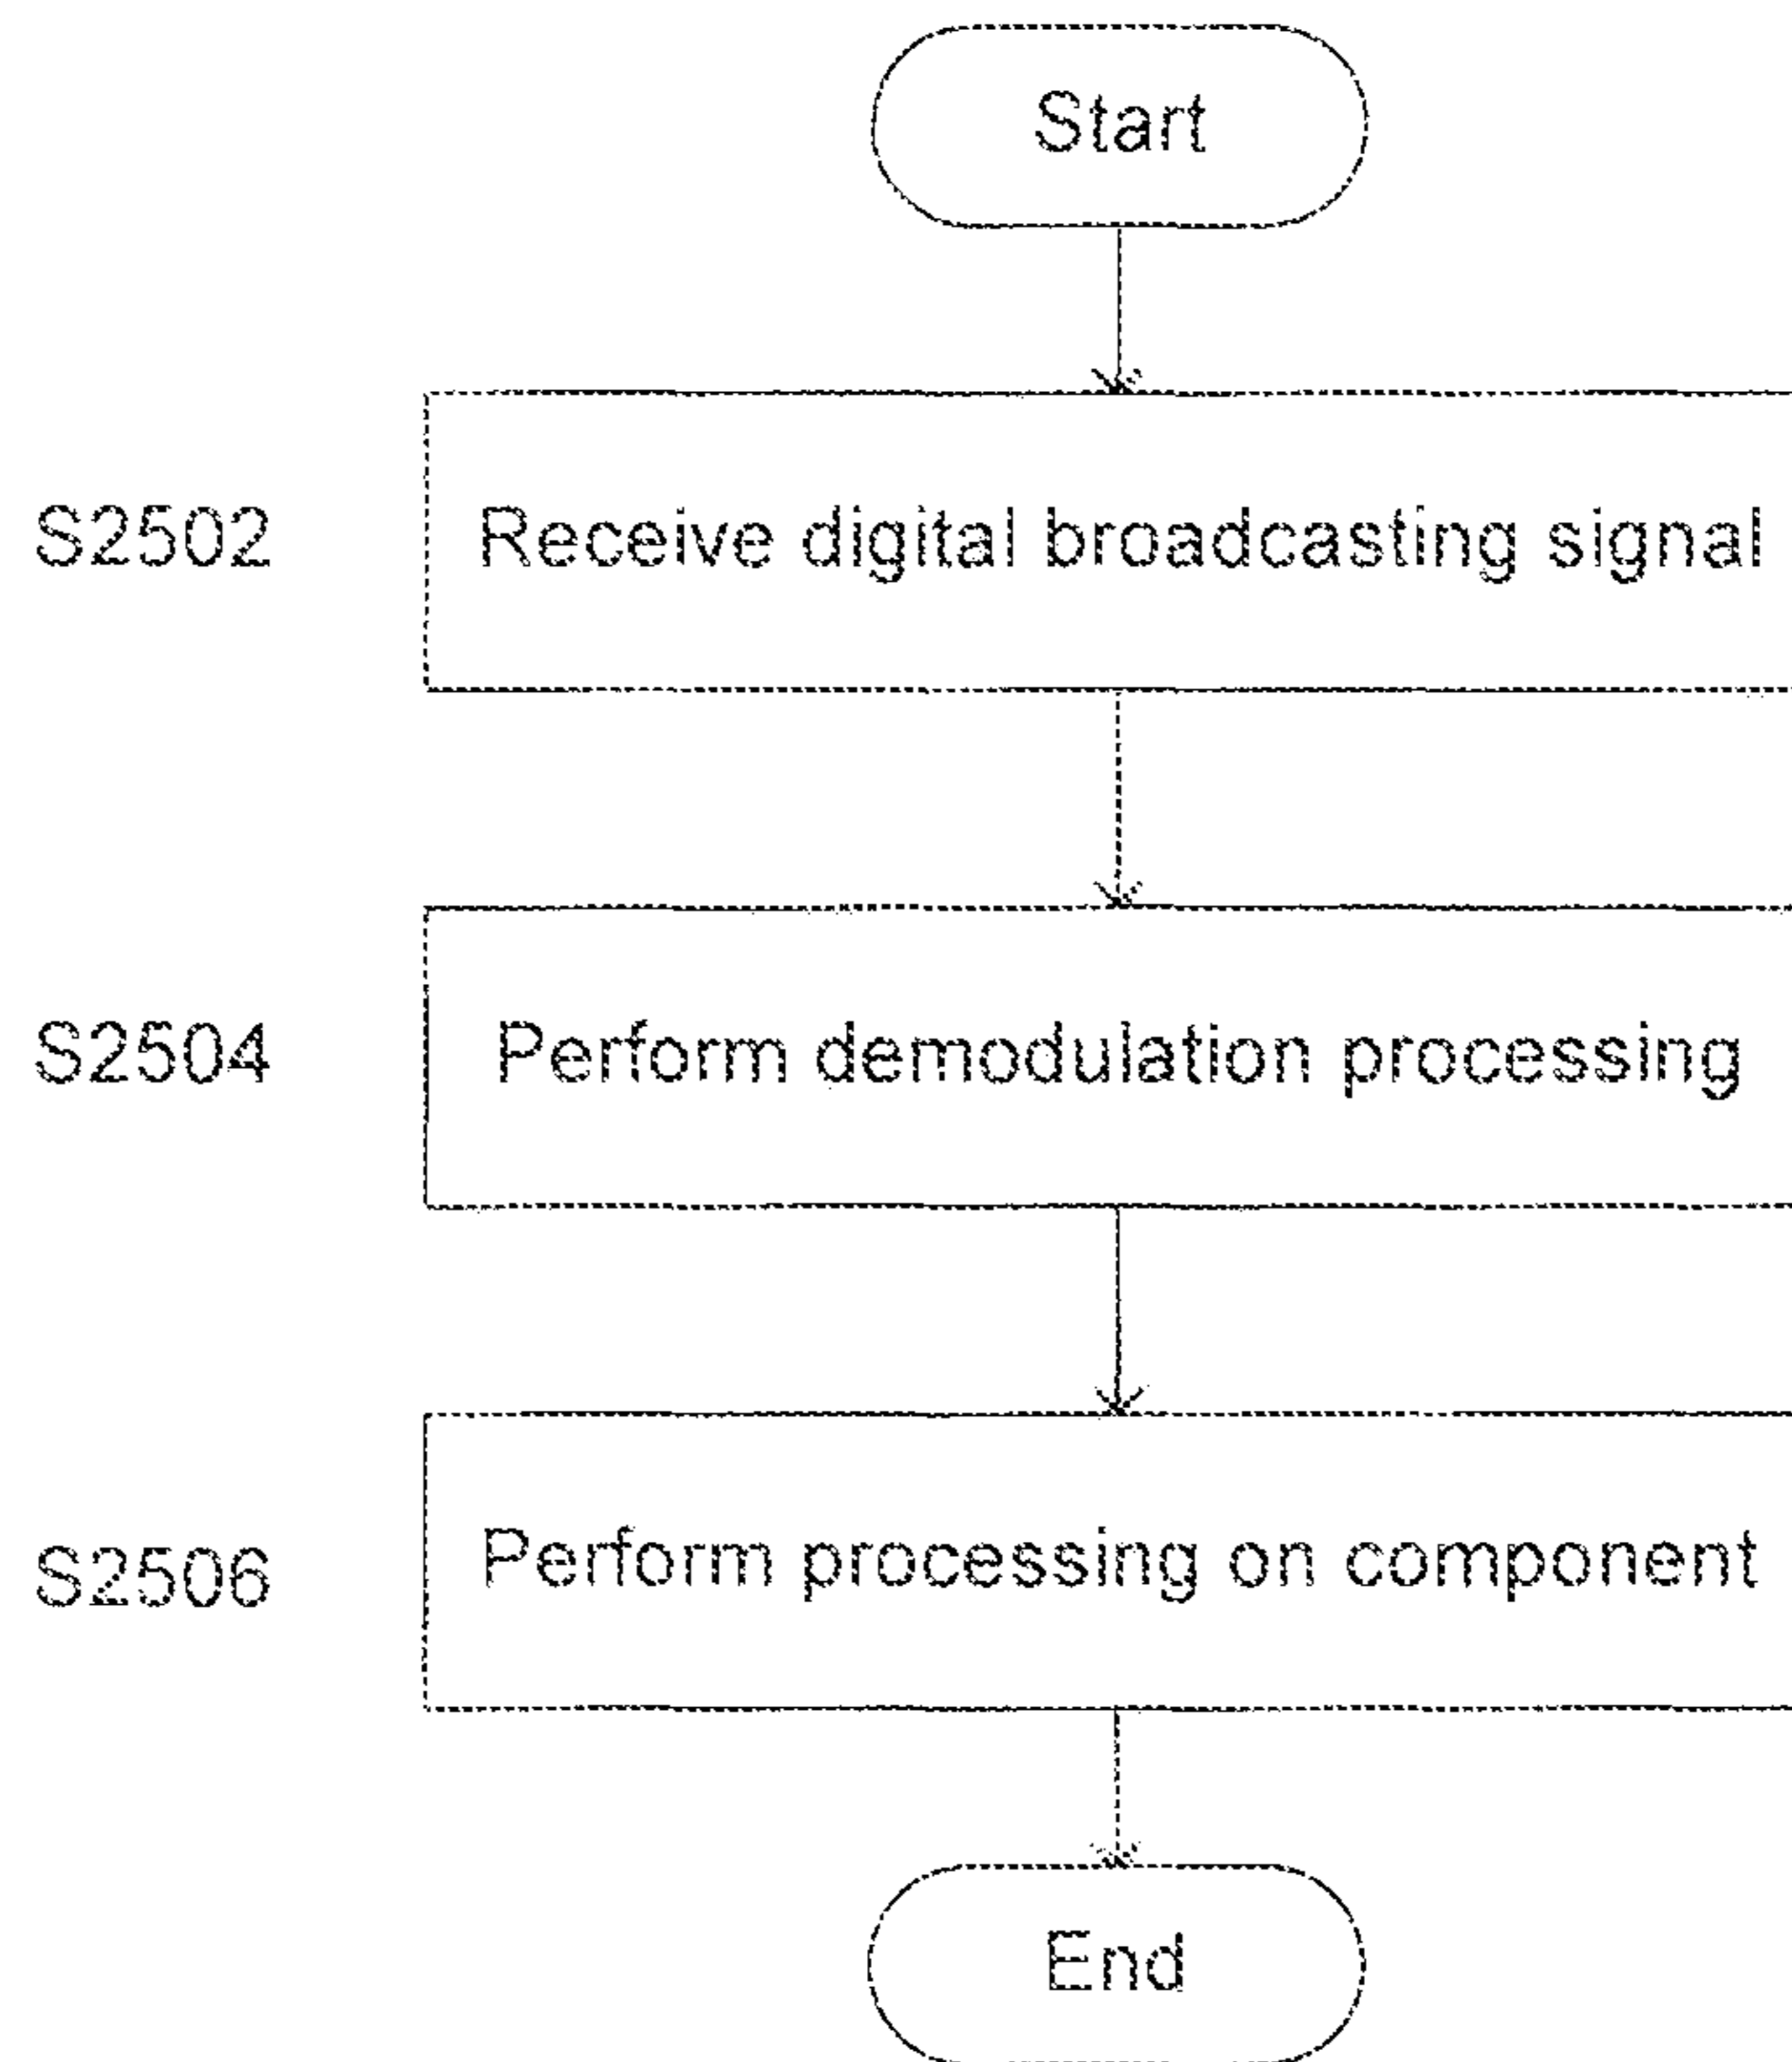 Start
S2502
Receive digital broadcasting signal
S2504
Perform demodulation processing
S2506
Perform processing on component
End